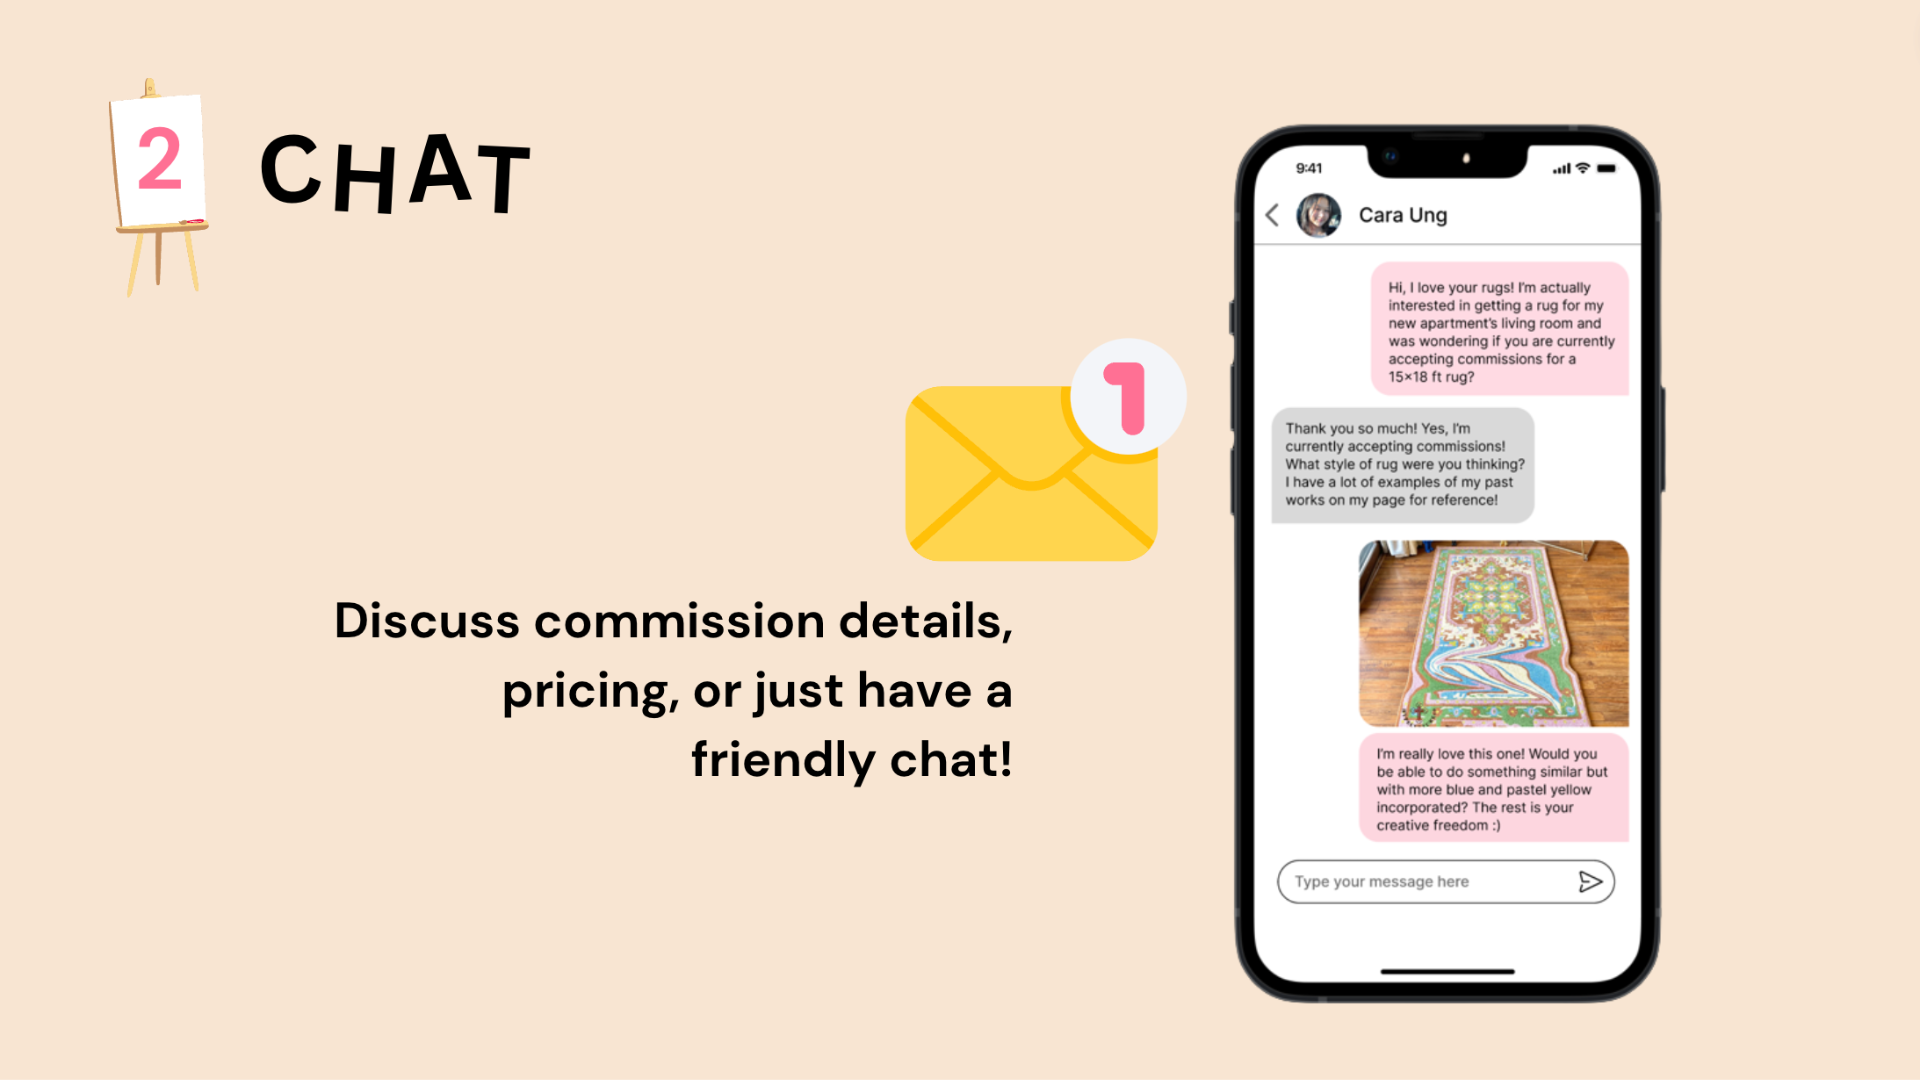 2
CHAT
1
Discuss commission details,
pricing, or just have a
friendly chat!
9:41
Cara Ung
Hi, I love your rugs! I'm actually
interested in getting a rug for my
new apartment's living room and
was wondering if you are currently
accepting commissions for a
15x18 ft rug?
Thank you so much! Yes, I'm
currently accepting commissions!
What style of rug were you thinking?
I have a lot of examples of my past
works on my page for reference!
I'm really love this one! Would you
be able to do something similar but
with more blue and pastel yellow
incorporated? The rest is your
creative freedom :)
Type your message here